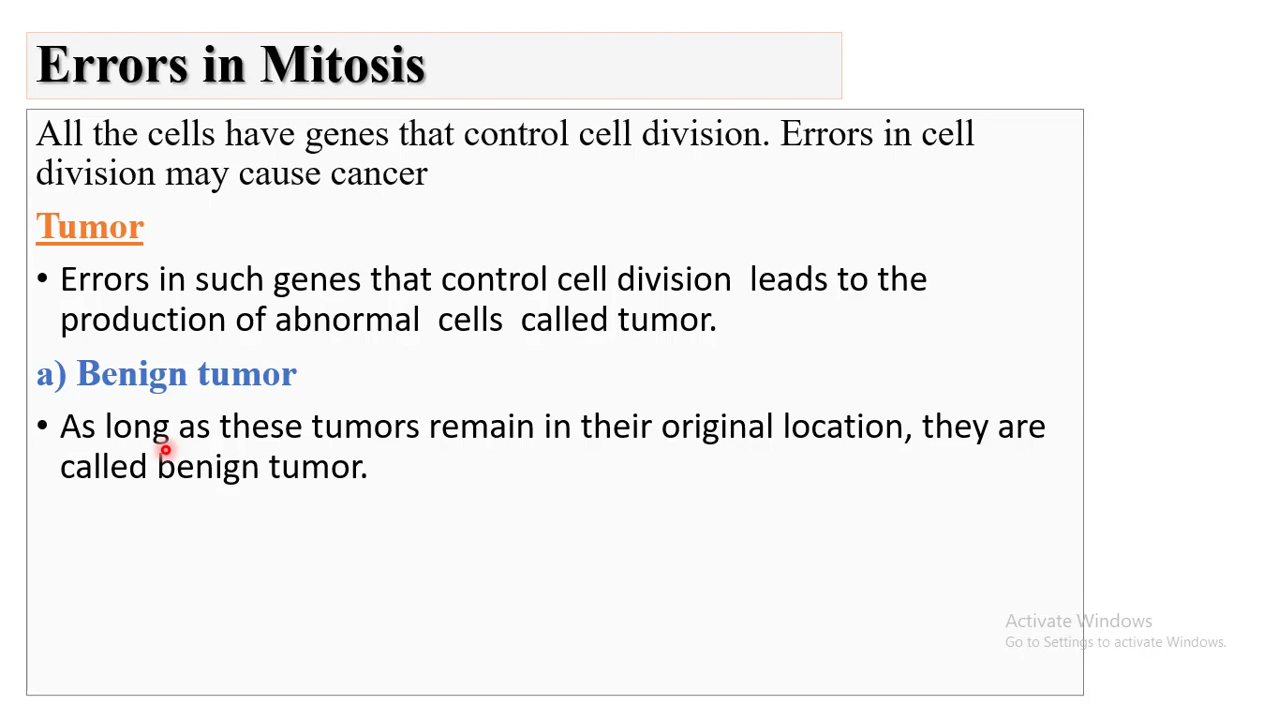 Errors in Mitosis
All the cells have genes that control cell division. Errors in cell
division may cause cancer
Tumor
• Errors in such genes that control cell division  leads to the
production of abnormal  cells  called tumor.
a) Benign tumor
• As long as these tumors remain in their original location, they are
called benign tumor.
Activate Windows
Go to Settings to activate Windows.